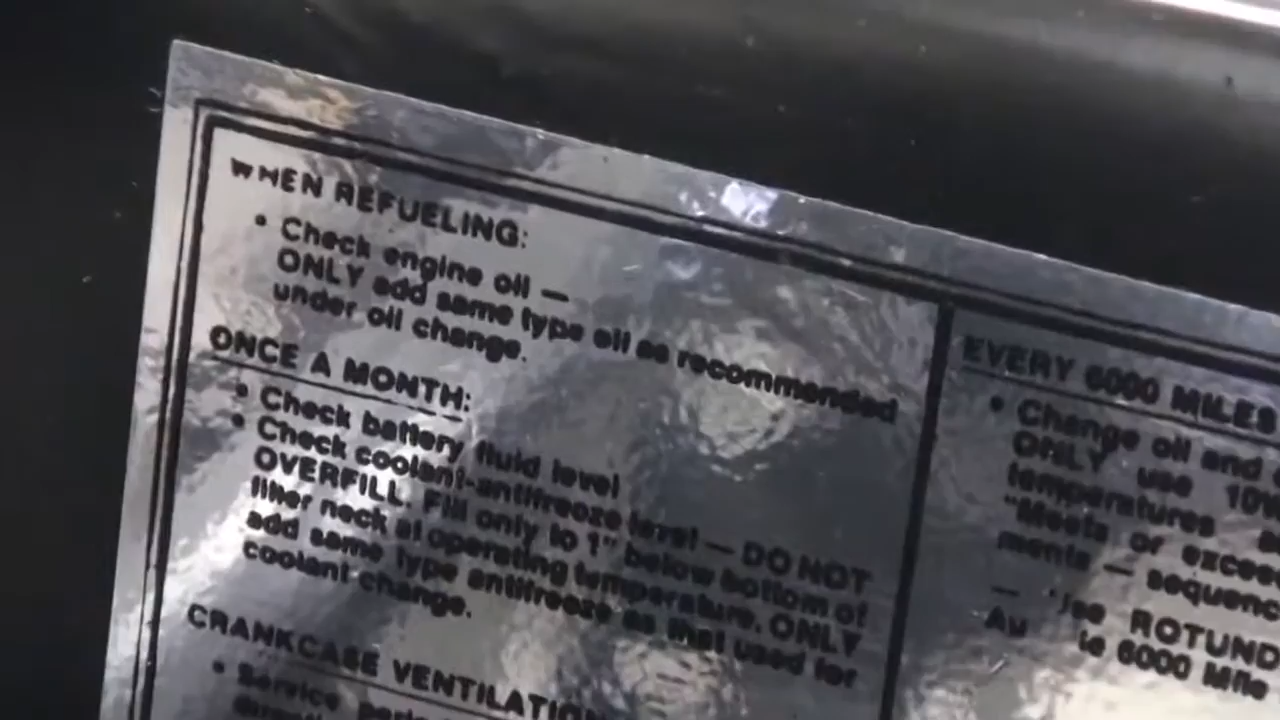 WHEN REFUELING:
• Check engine oil —
ONLY add same type oil as recommended
under oil change.
ONCE A MONTH:
• Check battery fluid level
• Check coolant-antifreeze level — DO NOT
OVERFILL. Fill only to 1" below bottom of
filler neck at operating temperature. ONLY
add same type antifreeze as that used for
coolant change.
CRANKCASE VENTILATION
• Service
EVERY 6000 MILES
• Change oil and
ONLY use 10W
temperatures
"Meets or exceed
ments — sequenc
— Use ROTUND
6000 Mile